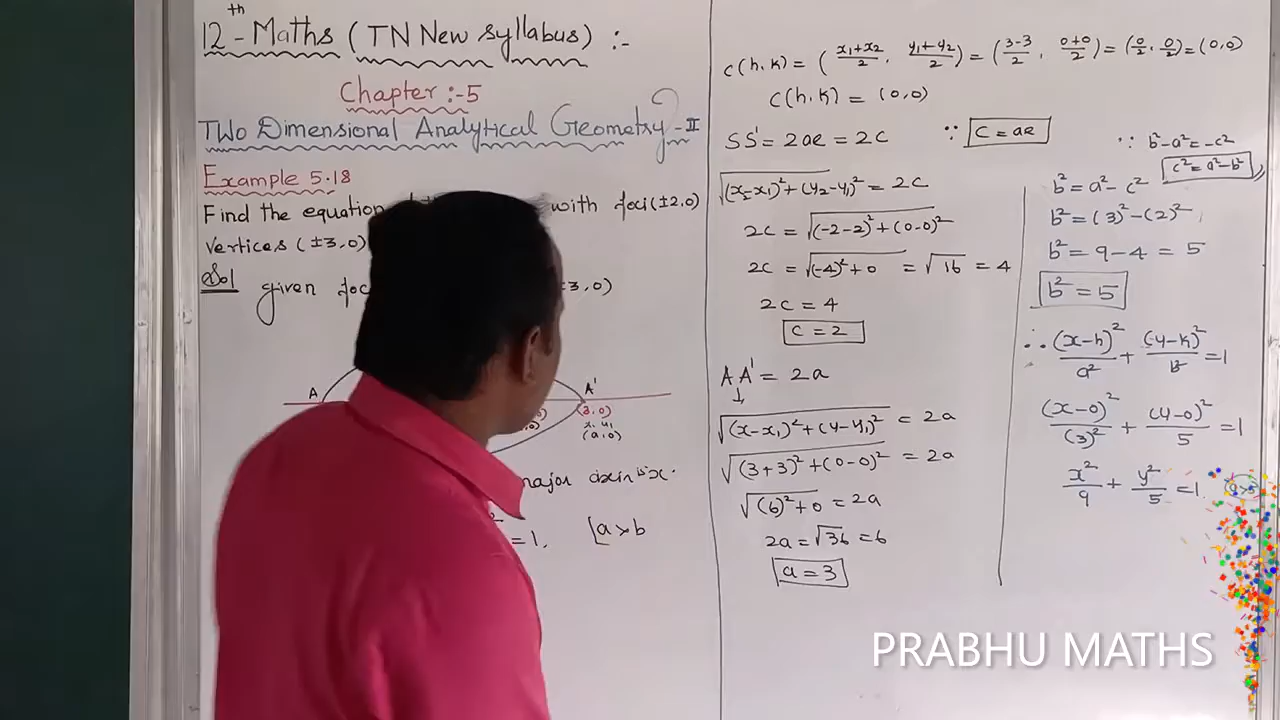 12th - Maths (TN New Syllabus) :-
Chapter :- 5
Two Dimensional Analytical Geometry - II
Example 5.18
Find the equation with foci (±2,0)
Vertices (±3,0)
Sol
given foc 3,0)
A A'
(3,0)
x1 y1
(a,0)
major axis is x.
=1. [a>b
C(h,k) = (x1+x2/2, y1+y2/2) = (3-3/2, 0+0/2) = (0/2, 0/2) = (0,0)
C(h,k) = (0,0)
SS' = 2ae = 2c ∵ c = ae
√(x2-x1)²+(y2-y1)² = 2c
2c = √(-2-2)²+(0-0)²
2c = √(-4)²+0 = √16 = 4
2c = 4
c = 2
AA' = 2a
↓
√(x-x1)²+(y-y1)² = 2a
√(3+3)²+(0-0)² = 2a
√(6)²+0 = 2a
2a = √36 = 6
a = 3
∵ b²-a² = -c²
c² = a²-b²
b² = a² - c²
b² = (3)² - (2)²
b² = 9 - 4 = 5
b² = 5
∴ (x-h)²/a² + (y-k)²/b² = 1
(x-0)²/(3)² + (y-0)²/5 = 1
x²/9 + y²/5 = 1
PRABHU MATHS